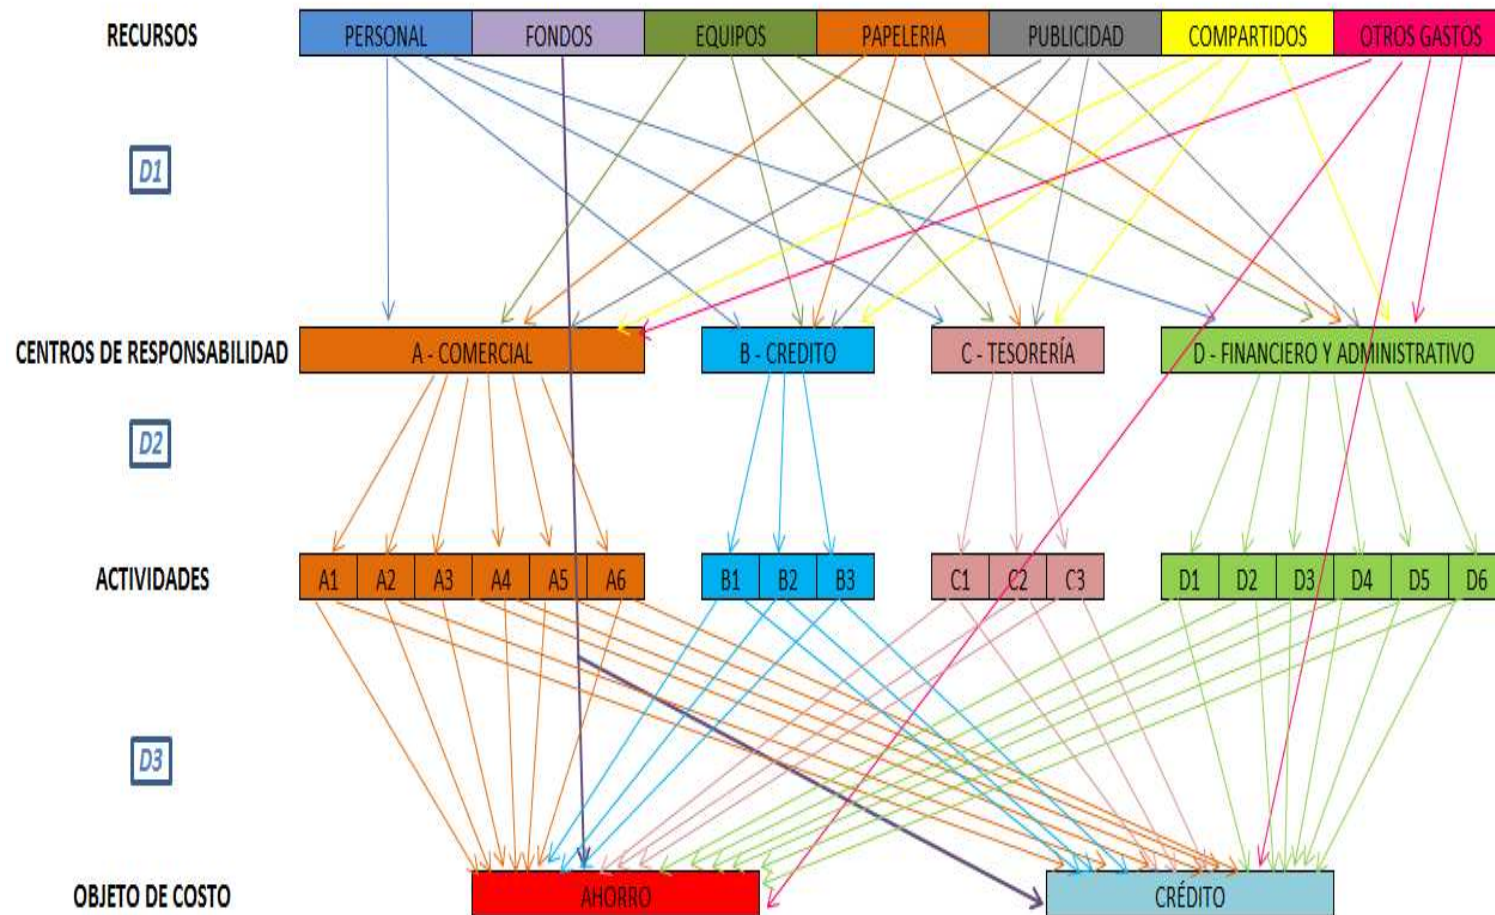 RECURSOS PERSONAL FONDOS EQUIPOS PAPELERIA PUBLICIDAD COMPARTIDOS OTROS GASTOS
D1
CENTROS DE RESPONSABILIDAD A - COMERCIAL B - CREDITO C - TESORERÍA D - FINANCIERO Y ADMINISTRATIVO
D2
ACTIVIDADES A1 A2 A3 A4 A5 A6 B1 B2 B3 C1 C2 C3 D1 D2 D3 D4 D5 D6
D3
OBJETO DE COSTO AHORRO CRÉDITO